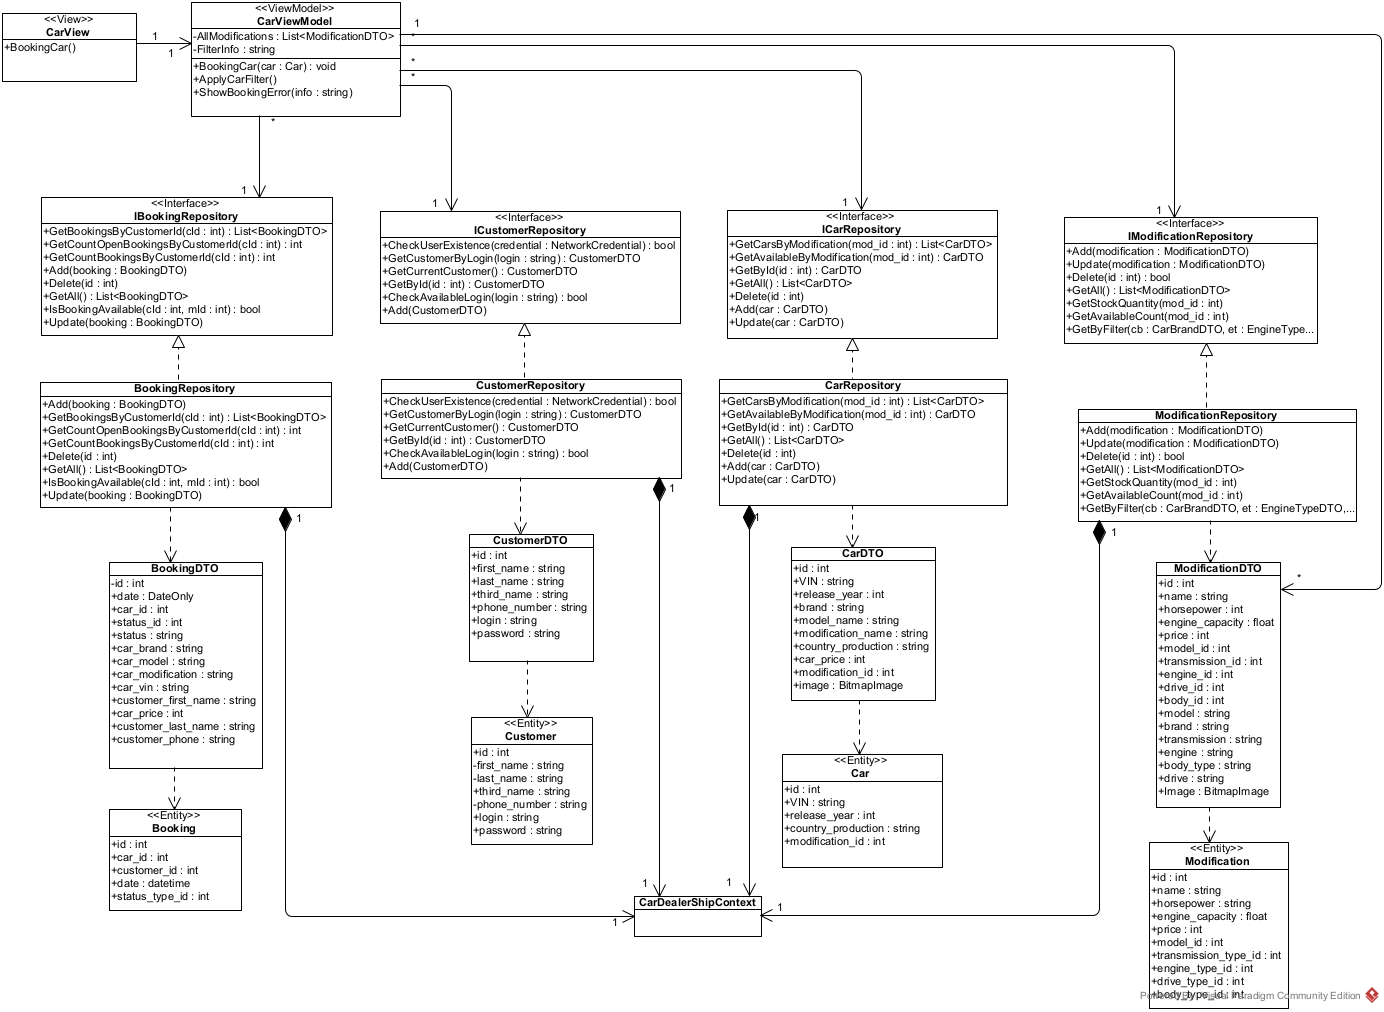 <<View>>
CarView
+BookingCar()
1
1
<<ViewModel>>
CarViewModel
-AllModifications : List<ModificationDTO>
-FilterInfo : string
+BookingCar(car : Car) : void
+ApplyCarFilter()
+ShowBookingError(info : string)
1
*
*
*
*
1
1
1
1
<<Interface>>
IBookingRepository
+GetBookingsByCustomerId(cId : int) : List<BookingDTO>
+GetCountOpenBookingsByCustomerId(cId : int) : int
+GetCountBookingsByCustomerId(cId : int) : int
+Add(booking : BookingDTO)
+Delete(id : int)
+GetAll() : List<BookingDTO>
+IsBookingAvailable(cId : int, mId : int) : bool
+Update(booking : BookingDTO)
<<Interface>>
ICustomerRepository
+CheckUserExistence(credential : NetworkCredential) : bool
+GetCustomerByLogin(login : string) : CustomerDTO
+GetCurrentCustomer() : CustomerDTO
+GetById(id : int) : CustomerDTO
+CheckAvailableLogin(login : string) : bool
+Add(CustomerDTO)
<<Interface>>
ICarRepository
+GetCarsByModification(mod_id : int) : List<CarDTO>
+GetAvailableByModification(mod_id : int) : CarDTO
+GetById(id : int) : CarDTO
+GetAll() : List<CarDTO>
+Delete(id : int)
+Add(car : CarDTO)
+Update(car : CarDTO)
<<Interface>>
IModificationRepository
+Add(modification : ModificationDTO)
+Update(modification : ModificationDTO)
+Delete(id : int) : bool
+GetAll() : List<ModificationDTO>
+GetStockQuantity(mod_id : int)
+GetAvailableCount(mod_id : int)
+GetByFilter(cb : CarBrandDTO, et : EngineType...
BookingRepository
+Add(booking : BookingDTO)
+GetBookingsByCustomerId(cId : int) : List<BookingDTO>
+GetCountOpenBookingsByCustomerId(cId : int) : int
+GetCountBookingsByCustomerId(cId : int) : int
+Delete(id : int)
+GetAll() : List<BookingDTO>
+IsBookingAvailable(cId : int, mId : int) : bool
+Update(booking : BookingDTO)
CustomerRepository
+CheckUserExistence(credential : NetworkCredential) : bool
+GetCustomerByLogin(login : string) : CustomerDTO
+GetCurrentCustomer() : CustomerDTO
+GetById(id : int) : CustomerDTO
+CheckAvailableLogin(login : string) : bool
+Add(CustomerDTO)
CarRepository
+GetCarsByModification(mod_id : int) : List<CarDTO>
+GetAvailableByModification(mod_id : int) : CarDTO
+GetById(id : int) : CarDTO
+GetAll() : List<CarDTO>
+Delete(id : int)
+Add(car : CarDTO)
+Update(car : CarDTO)
ModificationRepository
+Add(modification : ModificationDTO)
+Update(modification : ModificationDTO)
+Delete(id : int) : bool
+GetAll() : List<ModificationDTO>
+GetStockQuantity(mod_id : int)
+GetAvailableCount(mod_id : int)
+GetByFilter(cb : CarBrandDTO, et : EngineTypeDTO,...
1
1
1
1
*
BookingDTO
-id : int
+date : DateOnly
+car_id : int
+status_id : int
+status : string
+car_brand : string
+car_model : string
+car_modification : string
+car_vin : string
+customer_first_name : string
+car_price : int
+customer_last_name : string
+customer_phone : string
CustomerDTO
+id : int
+first_name : string
+last_name : string
+third_name : string
+phone_number : string
+login : string
+password : string
CarDTO
+id : int
+VIN : string
+release_year : int
+brand : string
+model_name : string
+modification_name : string
+country_production : string
+car_price : int
+modification_id : int
+image : BitmapImage
ModificationDTO
+id : int
+name : string
+horsepower : int
+engine_capacity : float
+price : int
+model_id : int
+transmission_id : int
+engine_id : int
+drive_id : int
+body_id : int
+model : string
+brand : string
+transmission : string
+engine : string
+body_type : string
+drive : string
+Image : BitmapImage
<<Entity>>
Booking
+id : int
+car_id : int
+customer_id : int
+date : datetime
+status_type_id : int
<<Entity>>
Customer
+id : int
-first_name : string
-last_name : string
+third_name : string
-phone_number : string
+login : string
+password : string
<<Entity>>
Car
+id : int
+VIN : string
+release_year : int
+country_production : string
+modification_id : int
<<Entity>>
Modification
+id : int
+name : string
+horsepower : string
+engine_capacity : float
+price : int
+model_id : int
+transmission_type_id : int
+engine_type_id : int
+drive_type_id : int
+body_type_id : int
1
1
1
1
CarDealerShipContext
Powered By Visual Paradigm Community Edition